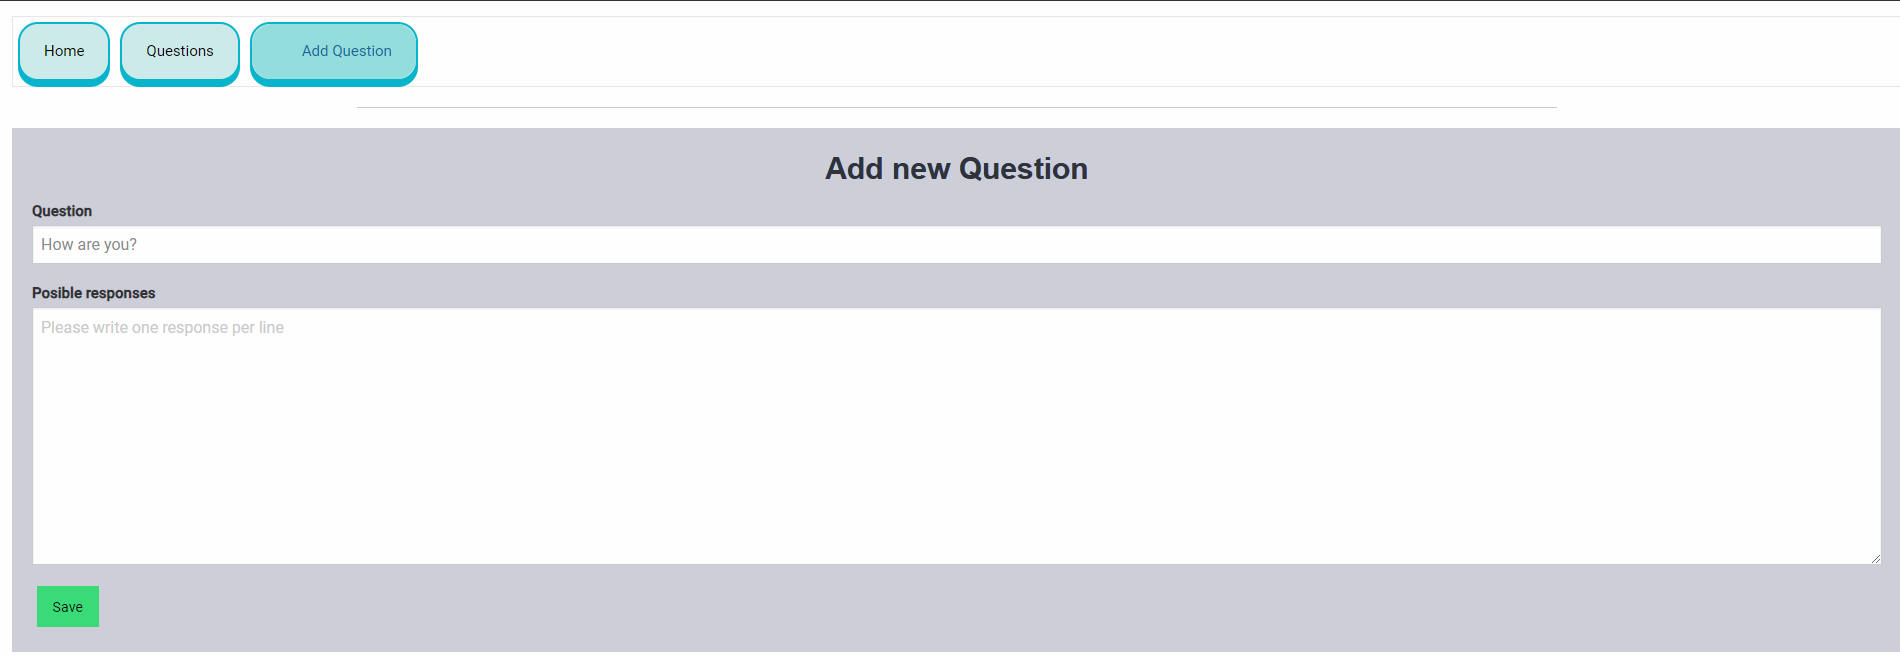 Home Questions Add Question
Add new Question
Question
How are you?
Posible responses
Please write one response per line
Save